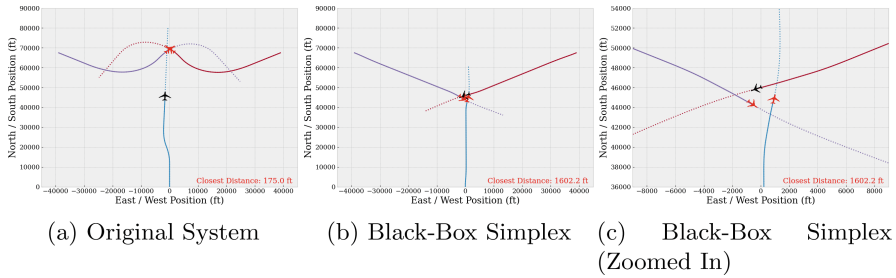 90000
80000
70000
60000
50000
40000
30000
20000
10000
0
North / South Position (ft)
Closest Distance: 175.0 ft
−40000 −30000 −20000 −10000 0 10000 20000 30000 40000
East / West Position (ft)
(a) Original System
90000
80000
70000
60000
50000
40000
30000
20000
10000
0
North / South Position (ft)
Closest Distance: 1602.2 ft
−40000 −30000 −20000 −10000 0 10000 20000 30000 40000
East / West Position (ft)
(b) Black-Box Simplex
54000
52000
50000
48000
46000
44000
42000
40000
38000
36000
North / South Position (ft)
Closest Distance: 1602.2 ft
−8000 −6000 −4000 −2000 0 2000 4000 6000 8000
East / West Position (ft)
(c) Black-Box Simplex
(Zoomed In)